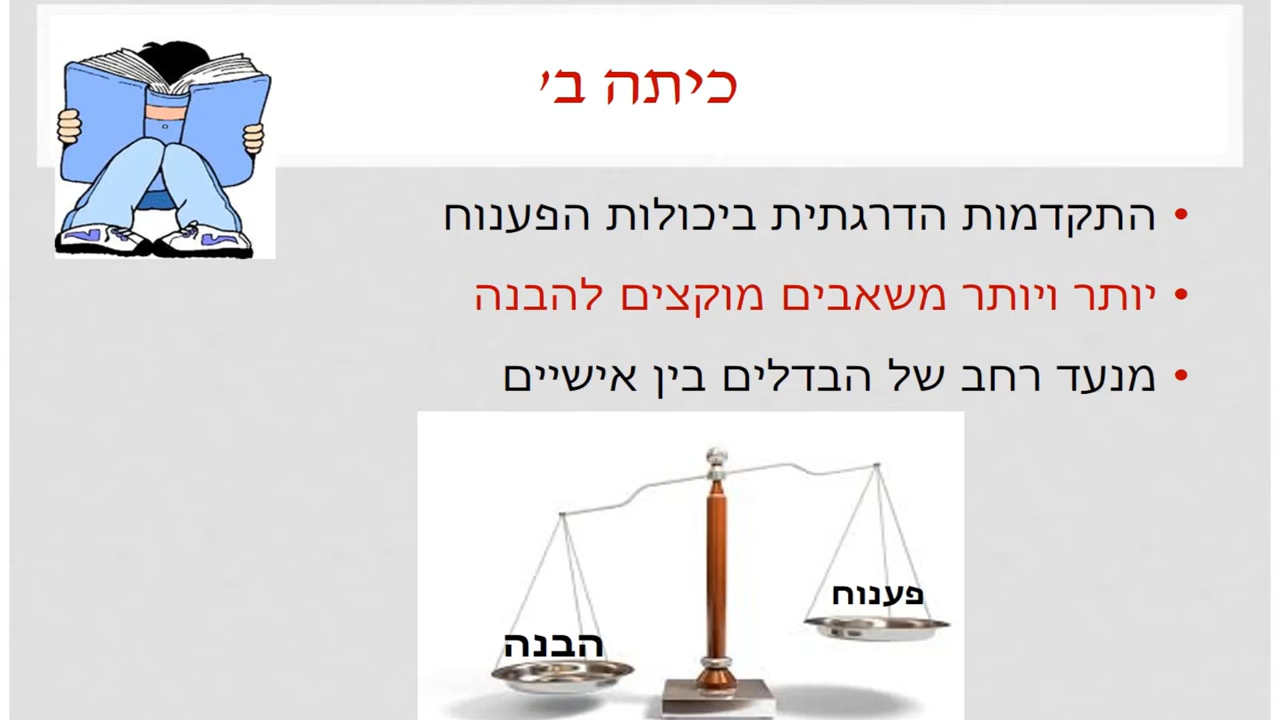 כיתה ב'
• התקדמות הדרגתית ביכולות הפענוח
• יותר ויותר משאבים מוקצים להבנה
• מנעד רחב של הבדלים בין אישיים
פענוח
הבנה